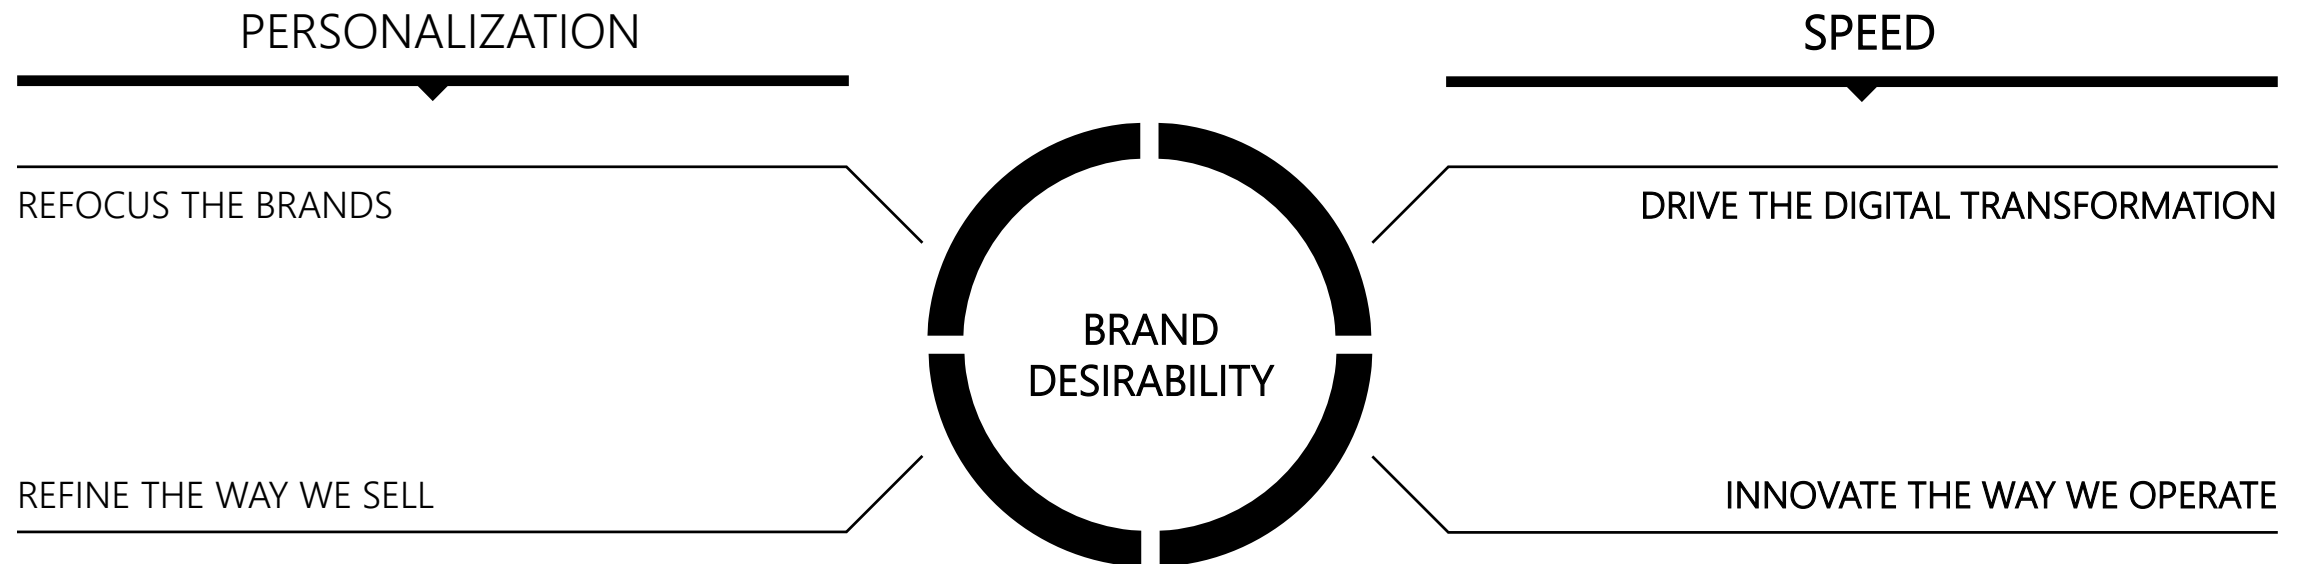 PERSONALIZATION
SPEED
REFOCUS THE BRANDS
DRIVE THE DIGITAL TRANSFORMATION
BRAND
DESIRABILITY
REFINE THE WAY WE SELL
INNOVATE THE WAY WE OPERATE